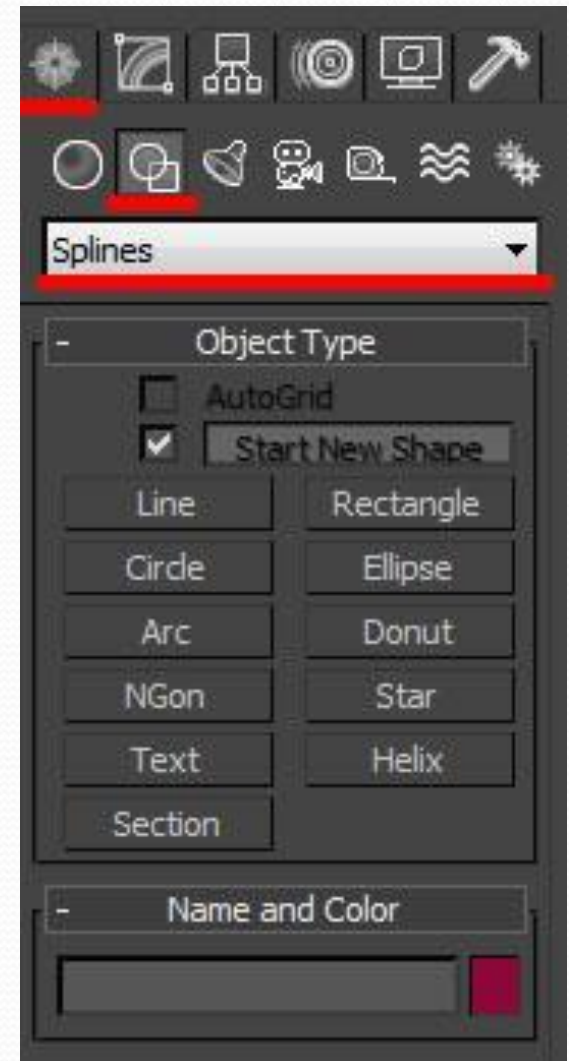 Splines
- Object Type
AutoGrid
Start New Shape
Line Rectangle
Circle Ellipse
Arc Donut
NGon Star
Text Helix
Section
- Name and Color